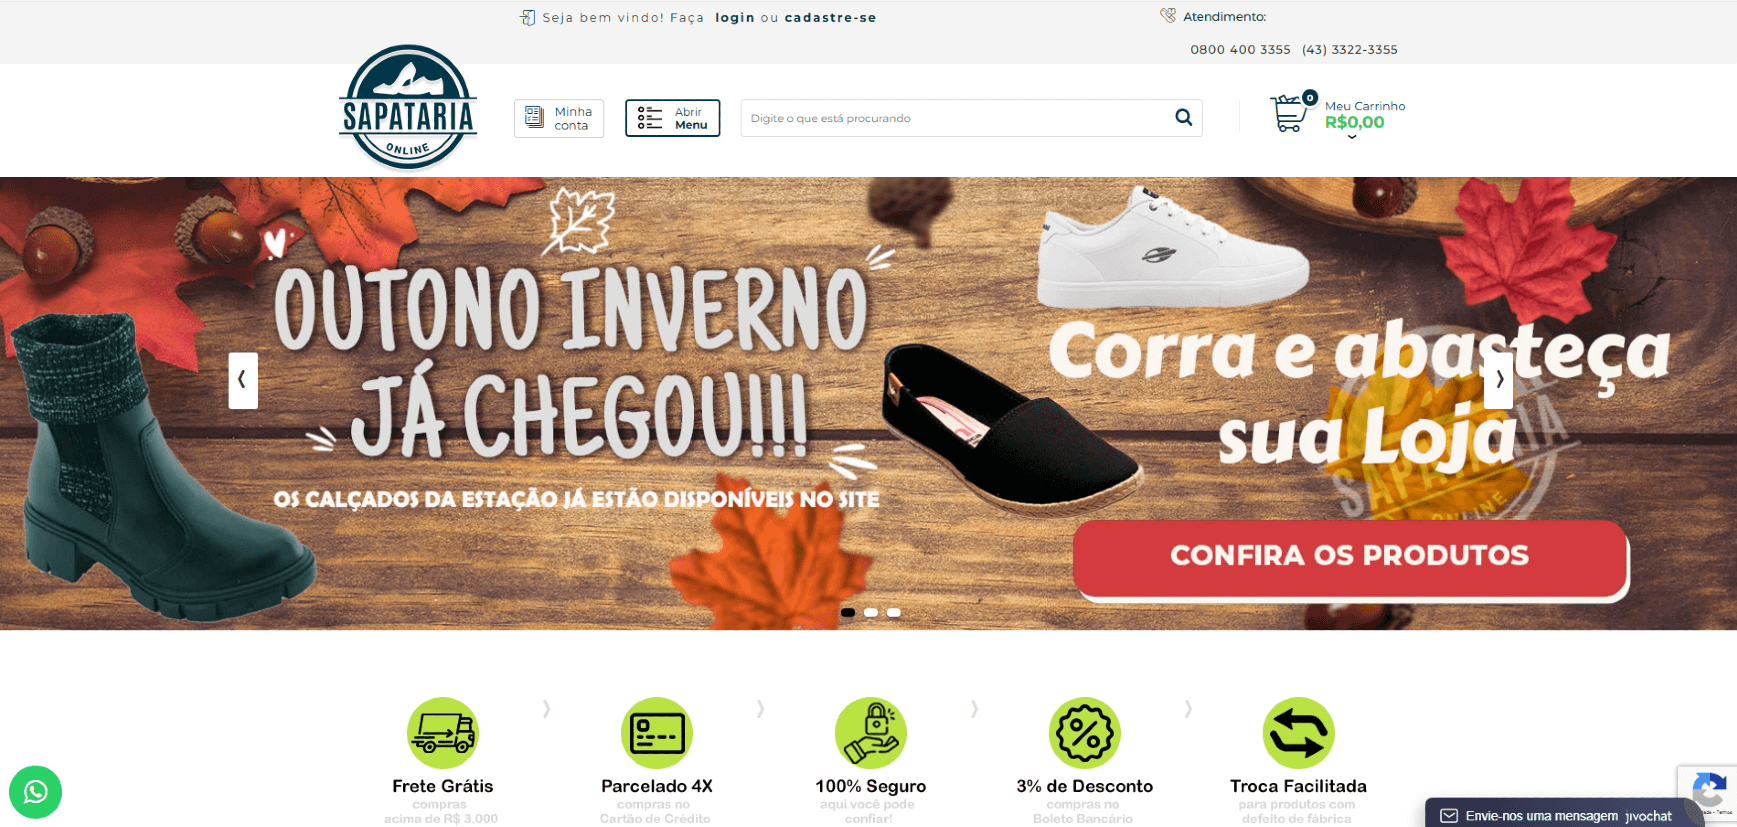 Seja bem vindo! Faça login ou cadastre-se
Atendimento:
0800 400 3355 (43) 3322-3355
SAPATARIA
ONLINE
Minha
conta
Abrir
Menu
Digite o que está procurando
0
Meu Carrinho
R$0,00
OUTONO INVERNO
JÁ CHEGOU!!!!
OS CALÇADOS DA ESTAÇÃO JÁ ESTÃO DISPONÍVEIS NO SITE
Corra e abasteça
sua Loja
SAPATARIA
ONLINE
CONFIRA OS PRODUTOS
Frete Grátis
compras
acima de R$ 3.000
Parcelado 4X
compras no
Cartão de Crédito
100% Seguro
aqui você pode
confiar!
3% de Desconto
compras no
Boleto Bancário
Troca Facilitada
para produtos com
defeito de fábrica
Termos
Envie-nos uma mensagem jivochat